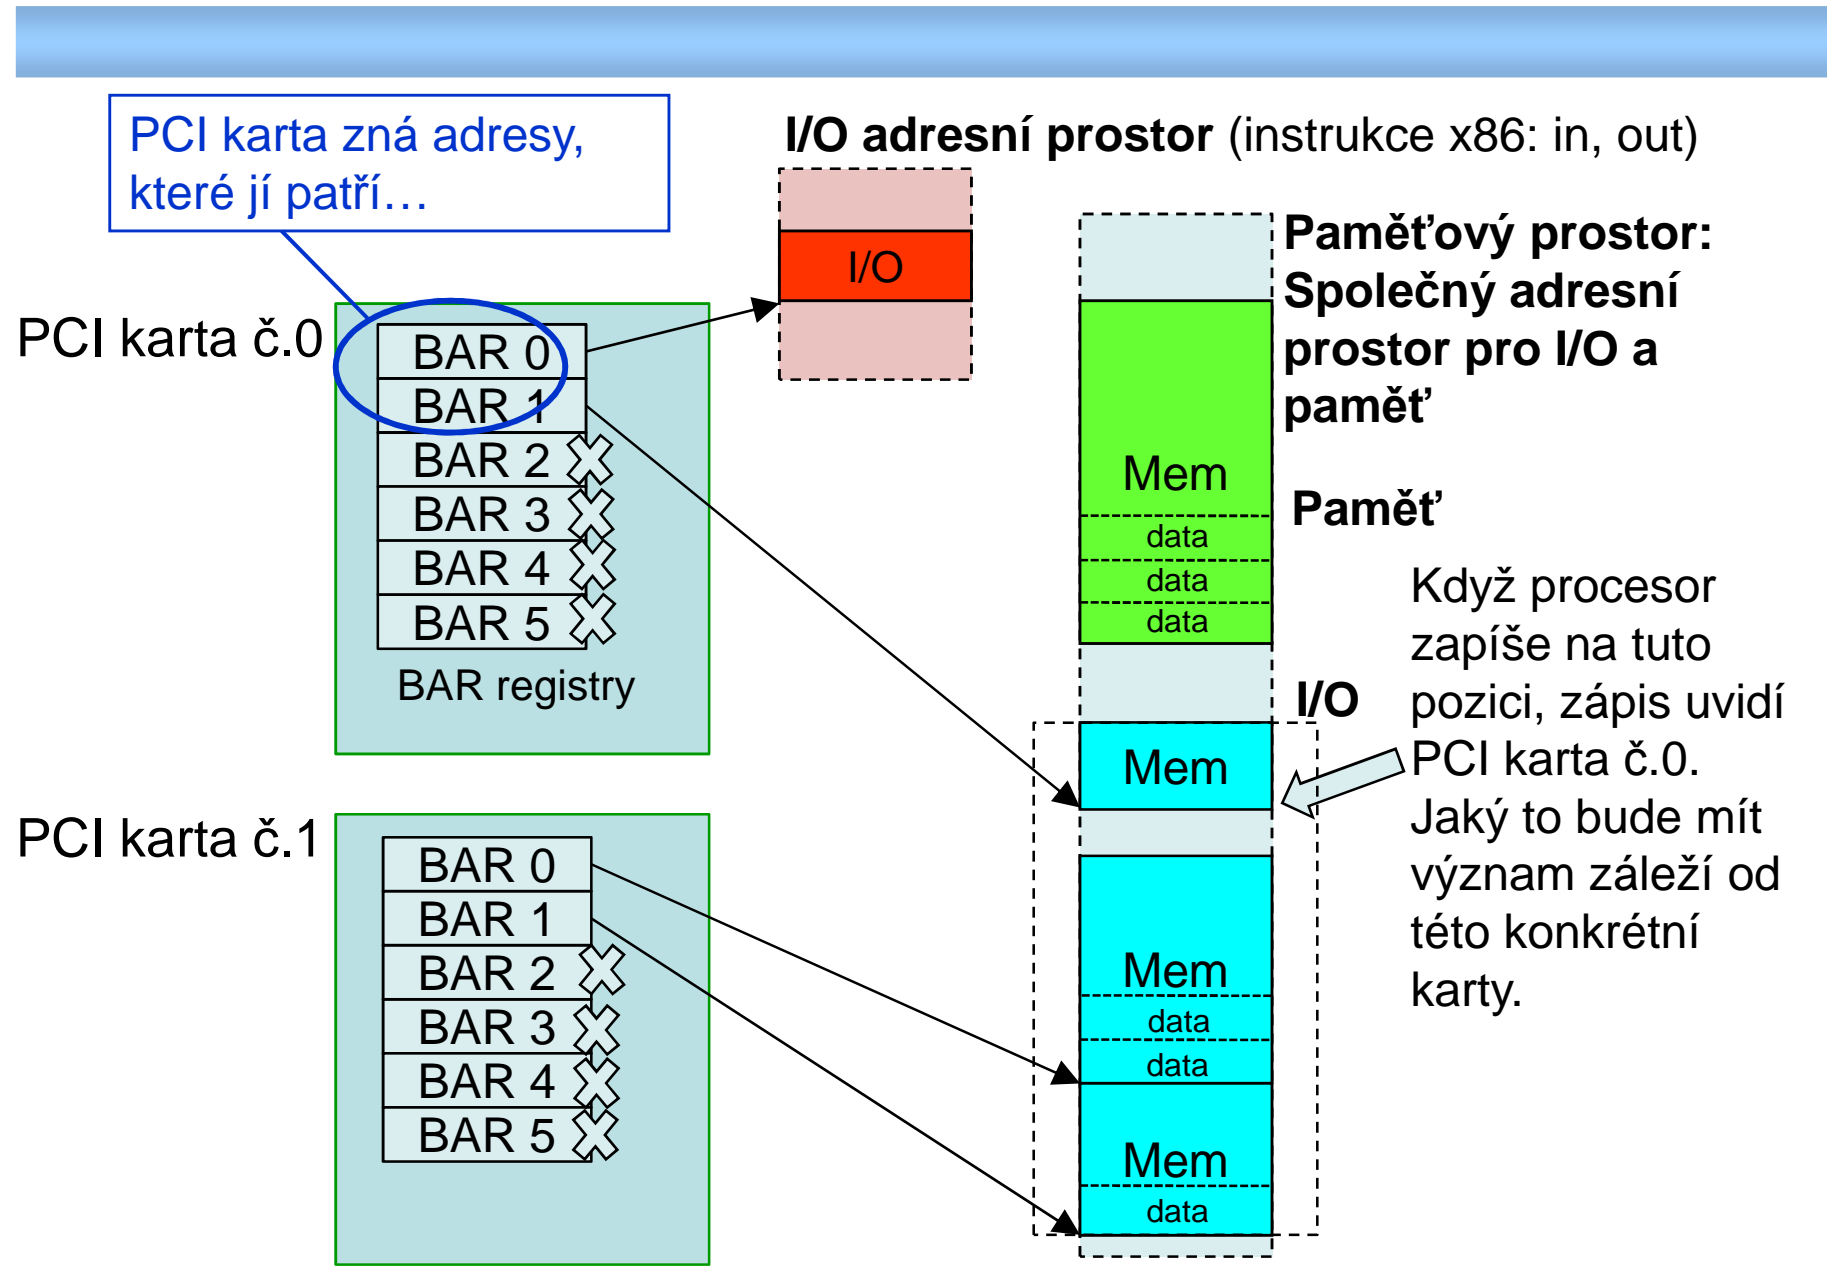 PCI karta zná adresy,
které jí patří…
I/O adresní prostor (instrukce x86: in, out)
I/O
PCI karta č.0
BAR 0
BAR 1
BAR 2
BAR 3
BAR 4
BAR 5
BAR registry
PCI karta č.1
BAR 0
BAR 1
BAR 2
BAR 3
BAR 4
BAR 5
Paměťový prostor:
Společný adresní
prostor pro I/O a
paměť
Mem
data
data
data
Paměť
I/O
Mem
Mem
data
data
Mem
data
Když procesor
zapíše na tuto
pozici, zápis uvidí
PCI karta č.0.
Jaký to bude mít
význam záleží od
této konkrétní
karty.